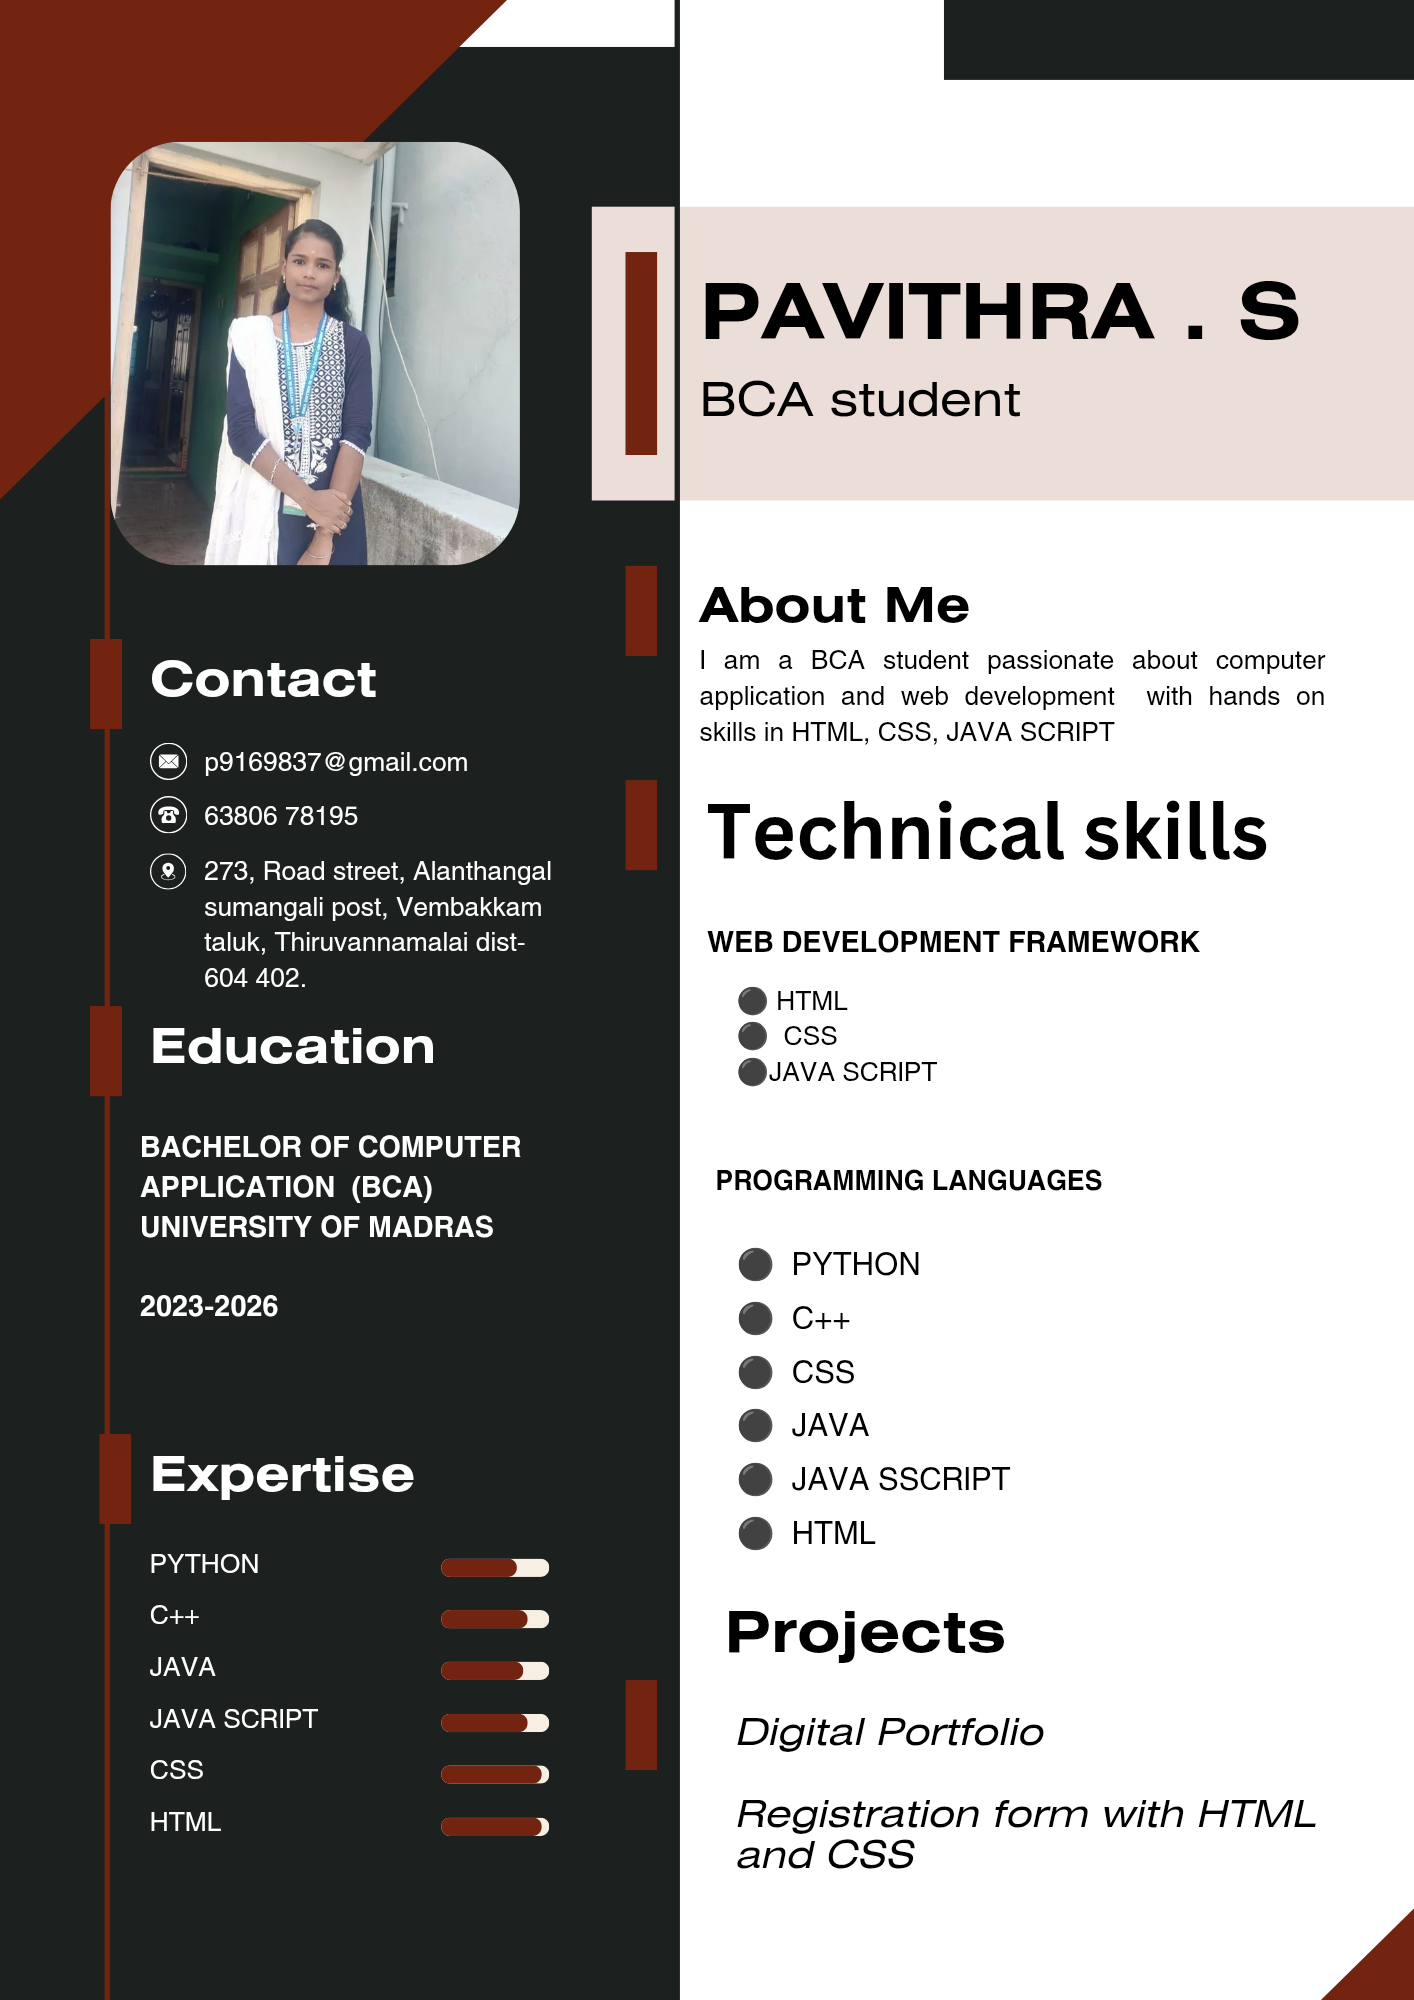 PAVITHRA . S
BCA student
Contact
p9169837@gmail.com
63806 78195
273, Road street, Alanthangal
sumangali post, Vembakkam
taluk, Thiruvannamalai dist-
604 402.
Education
BACHELOR OF COMPUTER
APPLICATION (BCA)
UNIVERSITY OF MADRAS
2023-2026
Expertise
PYTHON
C++
JAVA
JAVA SCRIPT
CSS
HTML
About Me
I am a BCA student passionate about computer
application and web development with hands on
skills in HTML, CSS, JAVA SCRIPT
Technical skills
WEB DEVELOPMENT FRAMEWORK
HTML
CSS
JAVA SCRIPT
PROGRAMMING LANGUAGES
PYTHON
C++
CSS
JAVA
JAVA SSCRIPT
HTML
Projects
Digital Portfolio
Registration form with HTML
and CSS